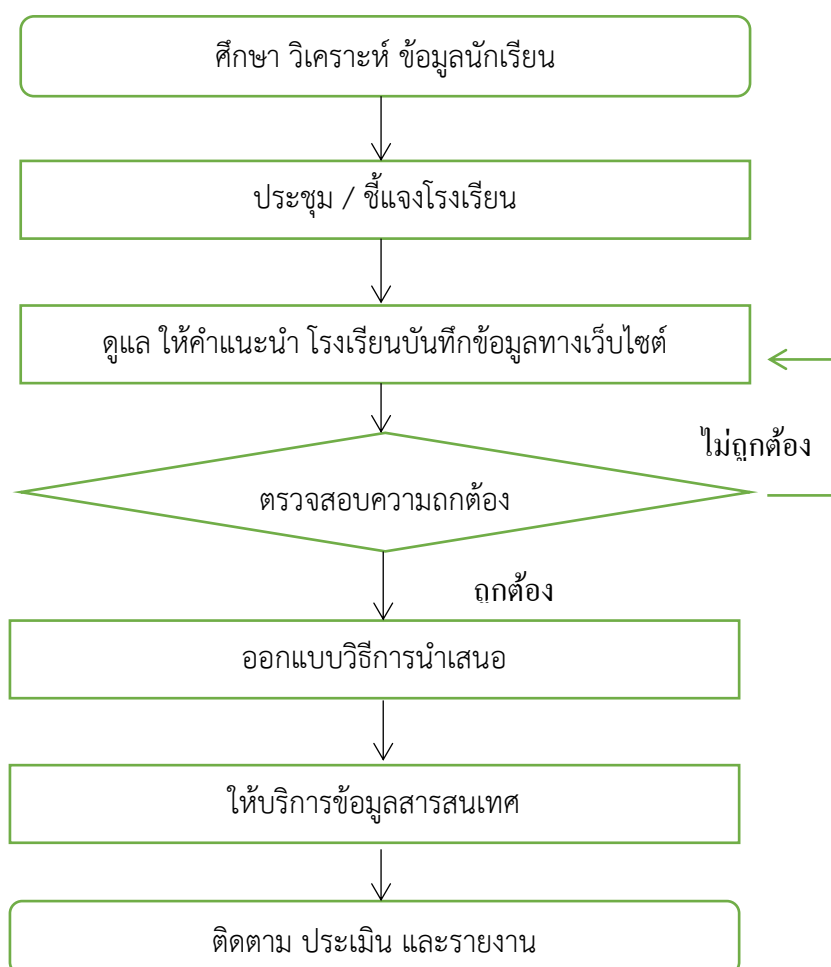 ศึกษา วิเคราะห์ ข้อมูลนักเรียน
ประชุม / ชี้แจงโรงเรียน
ดูแล ให้คำแนะนำ โรงเรียนบันทึกข้อมูลทางเว็บไซต์
ไม่ถูกต้อง
ตรวจสอบความถูกต้อง
ถูกต้อง
ออกแบบวิธีการนำเสนอ
ให้บริการข้อมูลสารสนเทศ
ติดตาม ประเมิน และรายงาน